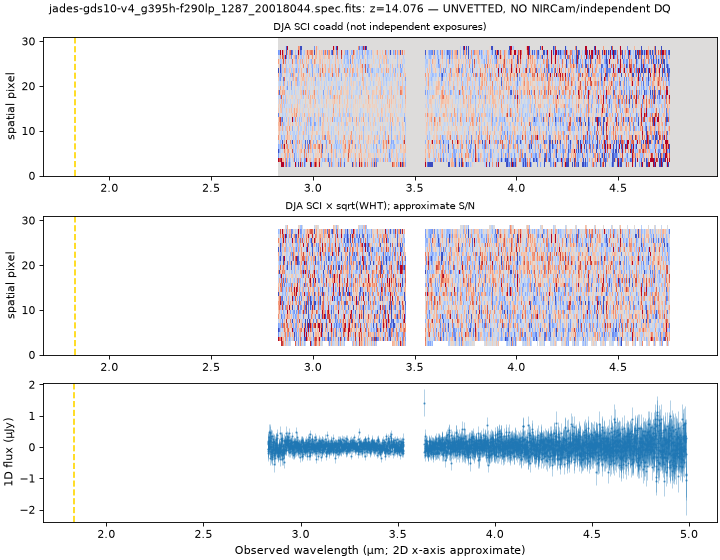 jades-gds10-v4_g395h-f290lp_1287_20018044.spec.fits: z=14.076 — UNVETTED, NO NIRCam/independent DQ
DJA SCI coadd (not independent exposures)
spatial pixel
30
20
10
0
2.0 2.5 3.0 3.5 4.0 4.5
DJA SCI × sqrt(WHT); approximate S/N
spatial pixel
30
20
10
0
2.0 2.5 3.0 3.5 4.0 4.5
1D flux (μJy)
2
1
0
−1
−2
2.0 2.5 3.0 3.5 4.0 4.5 5.0
Observed wavelength (μm; 2D x-axis approximate)